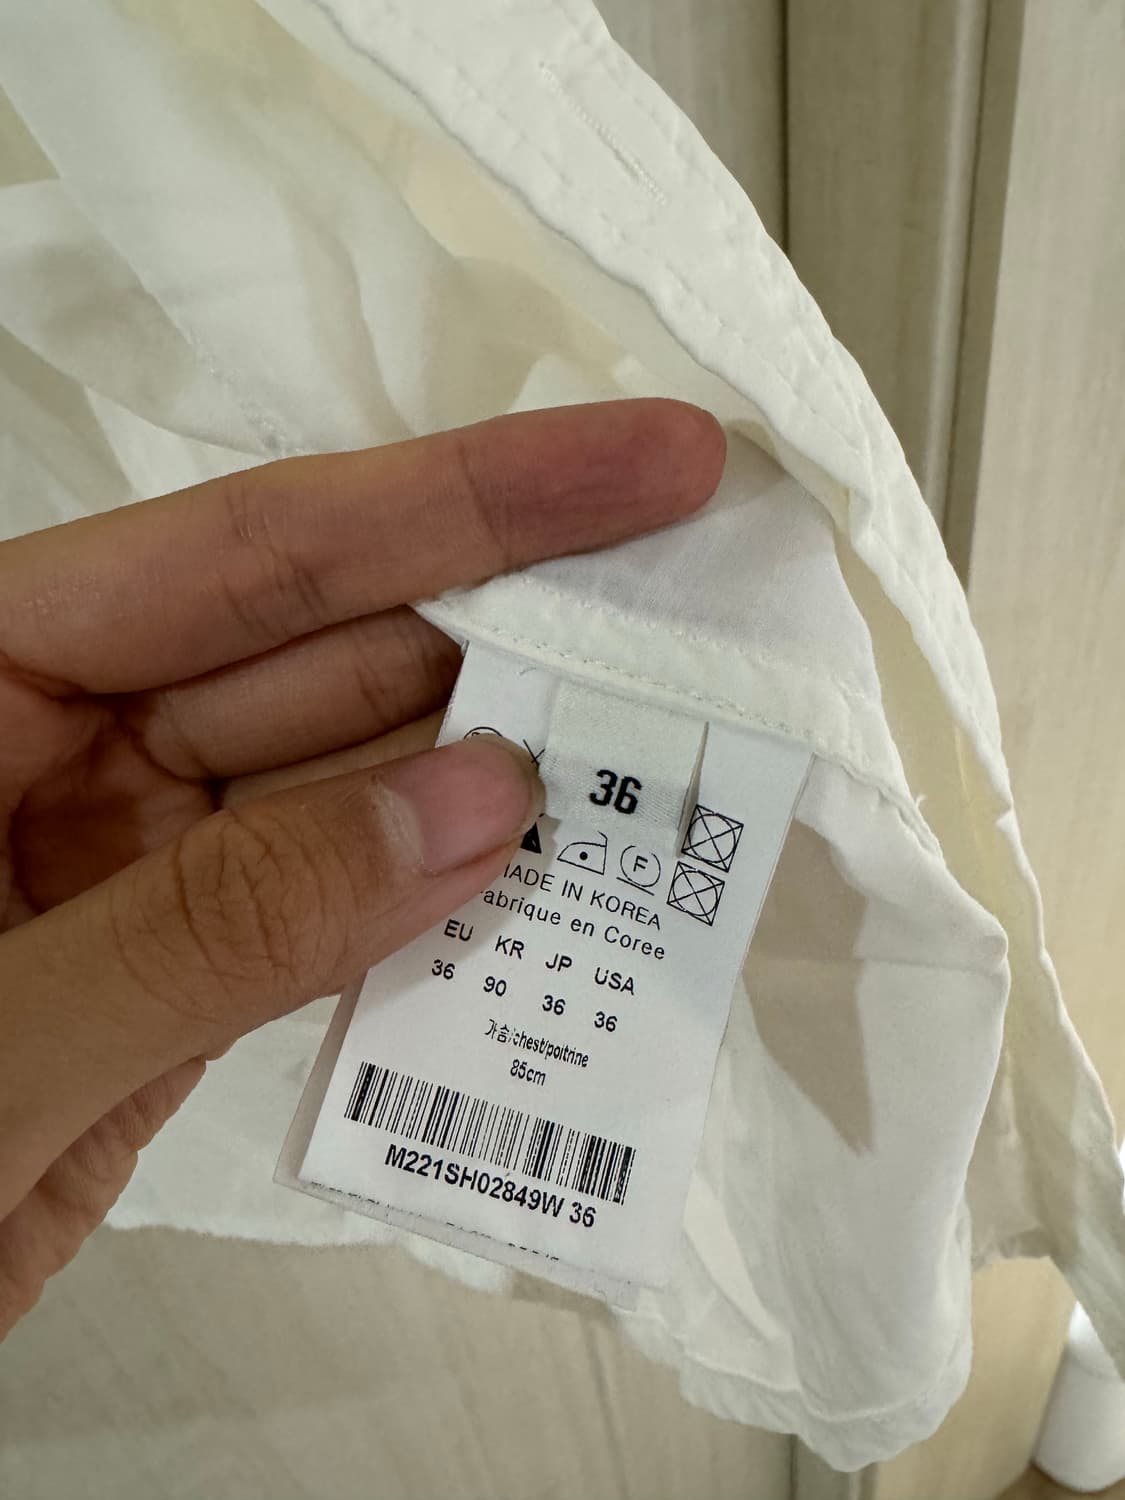 36
F
MADE IN KOREA
Fabrique en Coree
EU KR JP USA
36 90 36 36
가슴/chest/poitrine
85cm
M221SH02849W 36